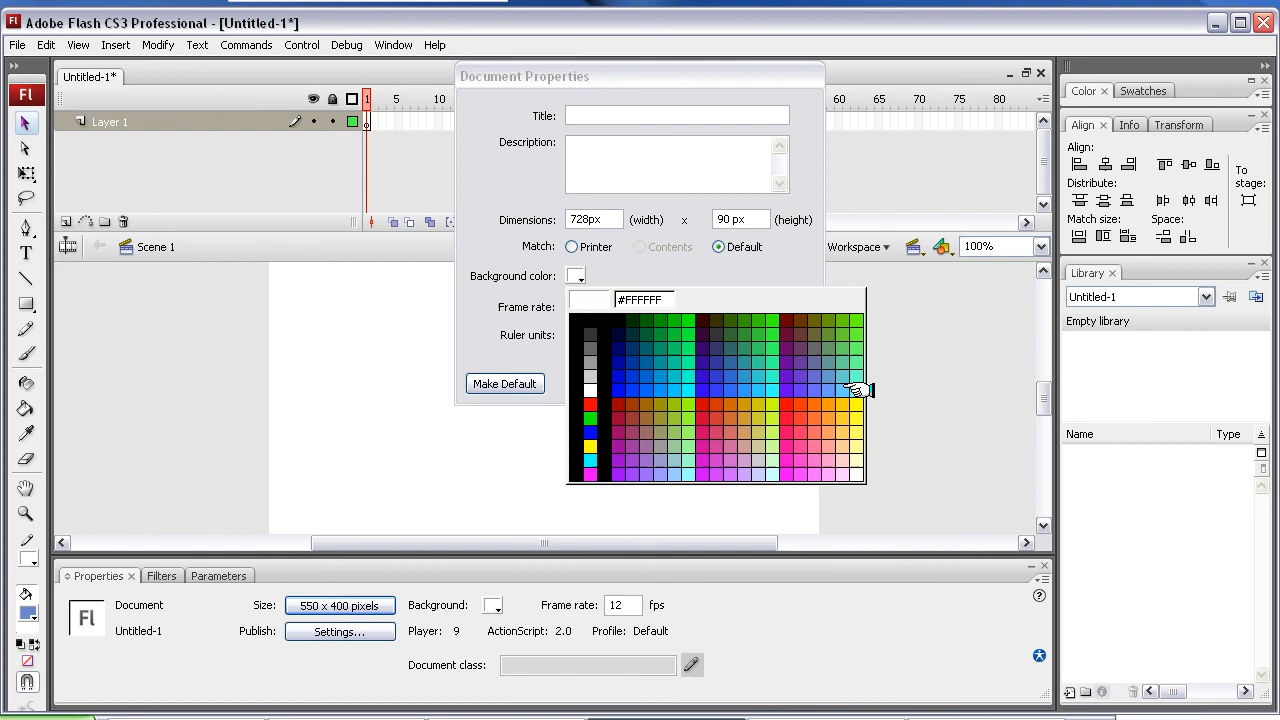 Fl Adobe Flash CS3 Professional - [Untitled-1*]
File Edit View Insert Modify Text Commands Control Debug Window Help
Untitled-1*
1 5 10 60 65 70 75 80
Layer 1
Scene 1
Workspace 100%
Fl
T
Document Properties
Title:
Description:
Dimensions: 728px (width) x 90 px (height)
Match: Printer Contents Default
Background color:
#FFFFFF
Frame rate:
Ruler units:
Make Default
Color × Swatches
Align × Info Transform
Align:
Distribute:
Match size: Space:
To stage:
Library ×
Untitled-1
Empty library
Name Type
Properties × Filters Parameters
Fl
Document Size: 550 x 400 pixels Background: Frame rate: 12 fps
Untitled-1 Publish: Settings... Player: 9 ActionScript: 2.0 Profile: Default
Document class: